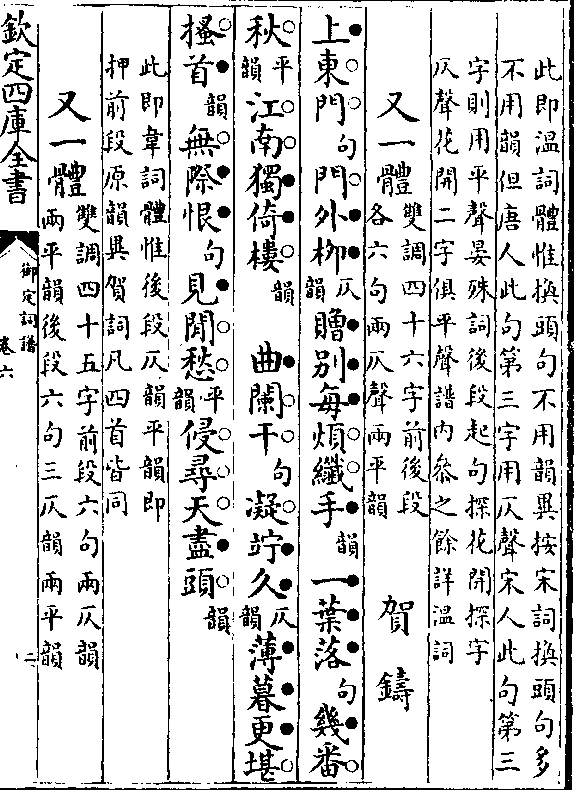 此即溫詞體惟換頭句不用韻異按宋詞換頭句多
不用韻但唐人此句第三字用仄聲宋人此句第三
字則用平聲晏殊詞後段起句探花開探字
仄聲花開二字俱平聲譜內叅之餘詳溫詞
又一體 雙調四十六字前後段各六句兩仄聲兩平韻 賀鑄
上東門句門外柳仄韻贈別每煩纖手韻一葉落句幾番
秋平韻江南獨倚樓韻 曲闌干句凝竚久仄韻薄暮更堪
搔首韻無際恨句見閒愁平韻侵尋天盡頭韻
此即韋詞體惟後段仄韻平韻即
押前段原韻異賀詞凡四首皆同
又一體 雙調四十五字前段六句兩仄韻兩平韻後段六句三仄韻兩平韻
欽定四庫全書
御定詞譜
卷六
二